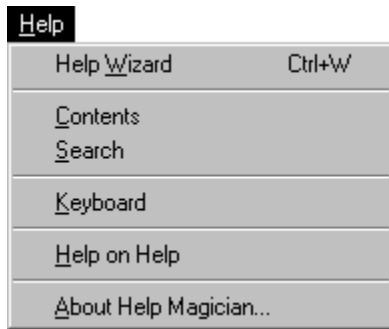 Help
Help Wizard Ctrl+W
Contents
Search
Keyboard
Help on Help
About Help Magician...